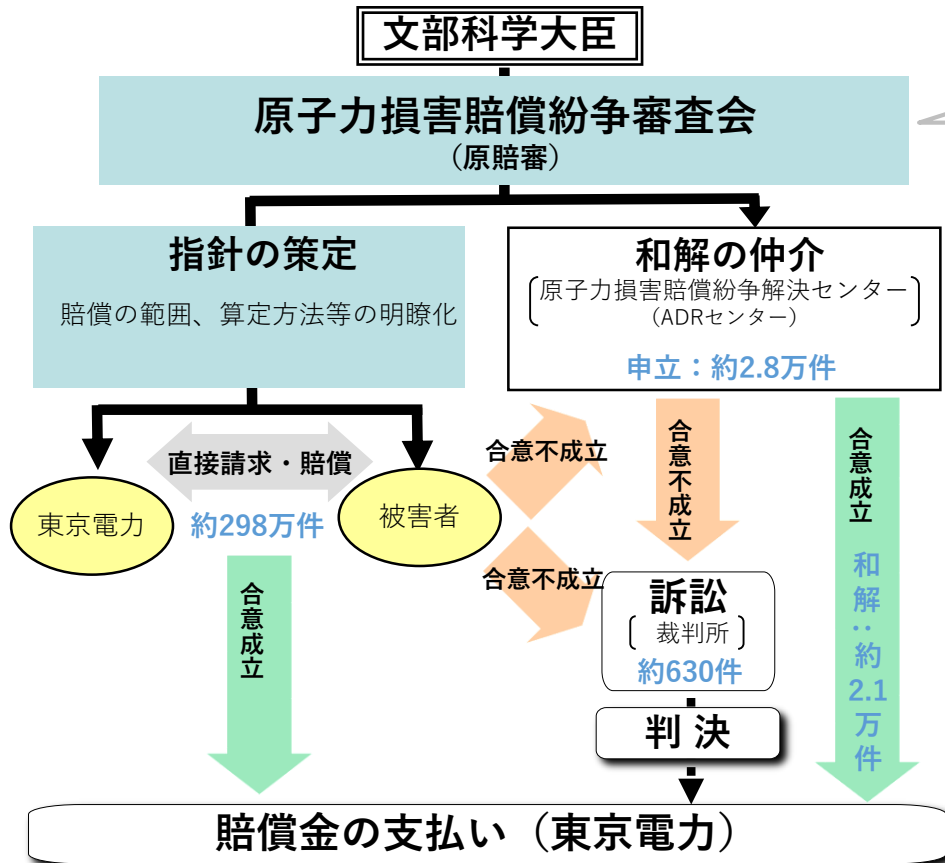 文部科学大臣
原子力損害賠償紛争審査会
（原賠審）
指針の策定
賠償の範囲、算定方法等の明瞭化
和解の仲介
原子力損害賠償紛争解決センター
（ADRセンター）
申立：約2.8万件
直接請求・賠償
東京電力
約298万件
被害者
合意不成立
合意不成立
合意不成立
合意成立
合意成立
和解：約2.1万件
訴訟
裁判所
約630件
判決
賠償金の支払い（東京電力）